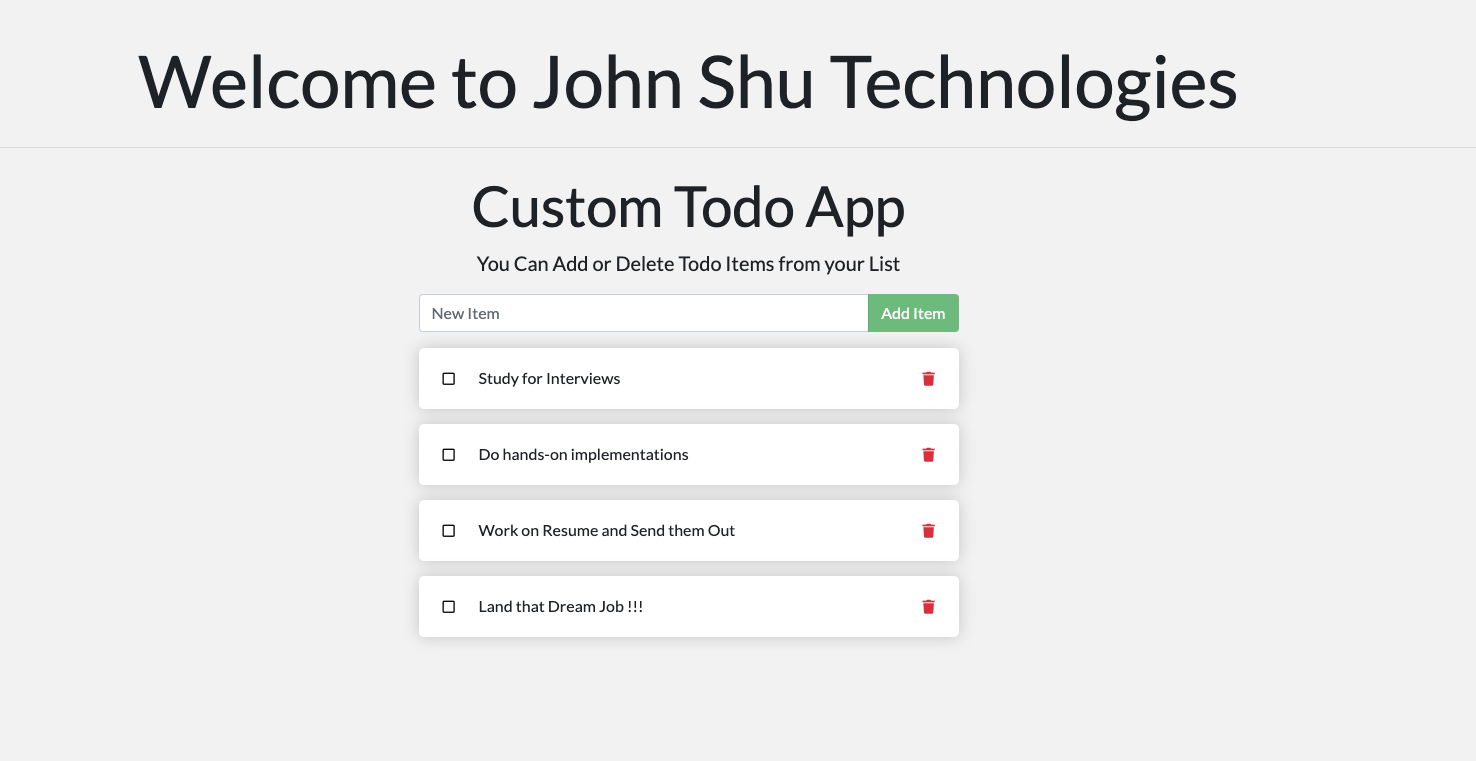 Welcome to John Shu Technologies
Custom Todo App
You Can Add or Delete Todo Items from your List
New Item
Add Item
Study for Interviews
Do hands-on implementations
Work on Resume and Send them Out
Land that Dream Job !!!